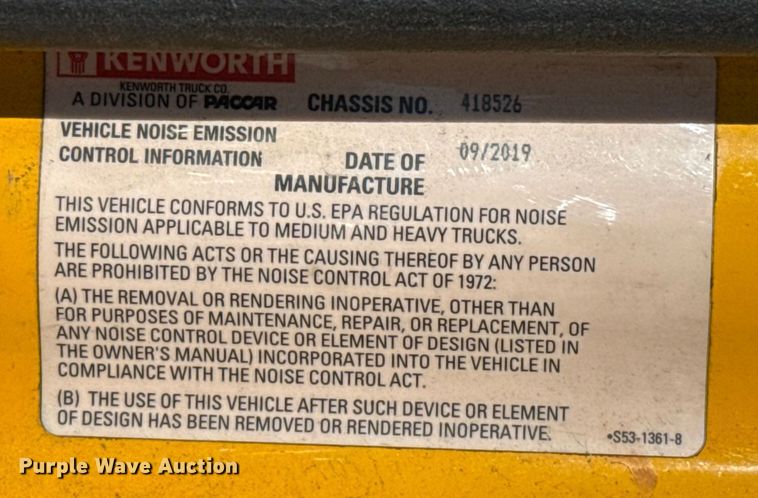 KENWORTH
KENWORTH TRUCK CO.
A DIVISION OF PACCAR CHASSIS NO. 418526
VEHICLE NOISE EMISSION
CONTROL INFORMATION
DATE OF MANUFACTURE 09/2019
THIS VEHICLE CONFORMS TO U.S. EPA REGULATION FOR NOISE
EMISSION APPLICABLE TO MEDIUM AND HEAVY TRUCKS.
THE FOLLOWING ACTS OR THE CAUSING THEREOF BY ANY PERSON
ARE PROHIBITED BY THE NOISE CONTROL ACT OF 1972:
(A) THE REMOVAL OR RENDERING INOPERATIVE, OTHER THAN
FOR PURPOSES OF MAINTENANCE, REPAIR, OR REPLACEMENT, OF
ANY NOISE CONTROL DEVICE OR ELEMENT OF DESIGN (LISTED IN
THE OWNER'S MANUAL) INCORPORATED INTO THE VEHICLE IN
COMPLIANCE WITH THE NOISE CONTROL ACT.
(B) THE USE OF THIS VEHICLE AFTER SUCH DEVICE OR ELEMENT
OF DESIGN HAS BEEN REMOVED OR RENDERED INOPERATIVE.
•S53-1361-8
Purple Wave Auction